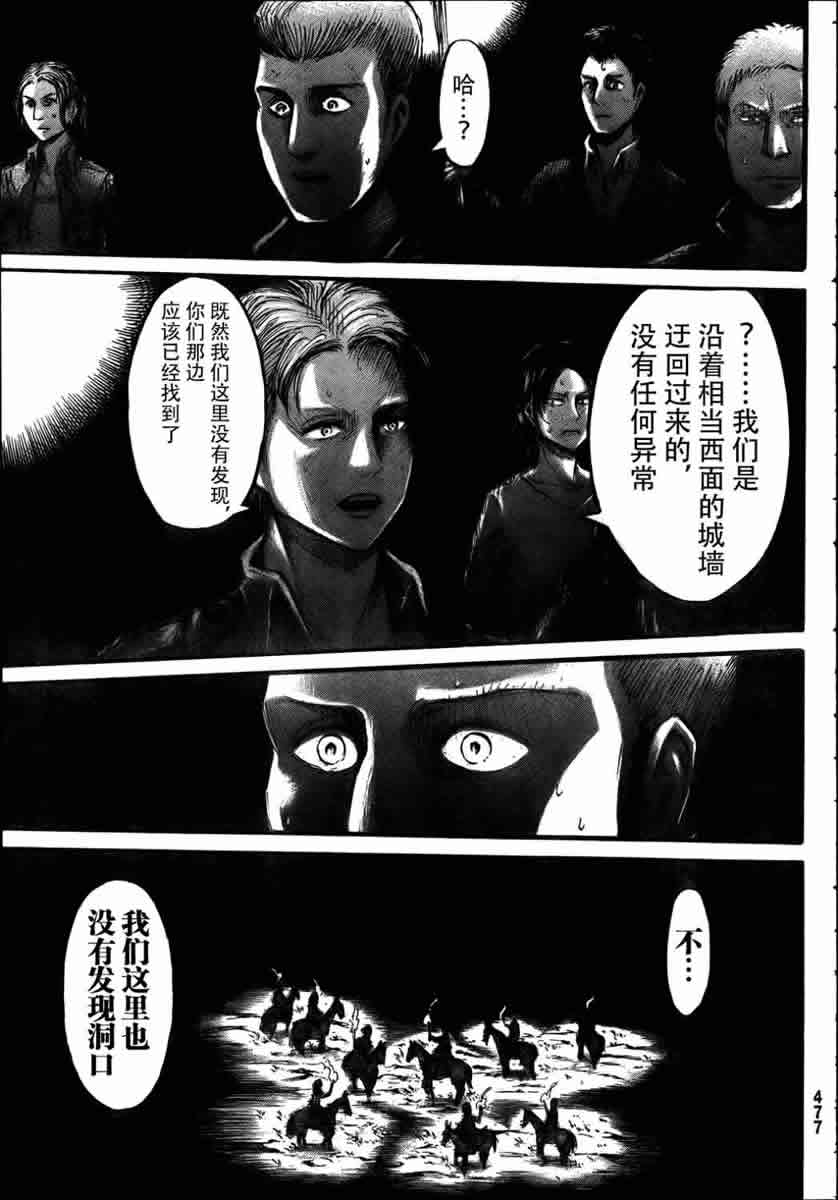 哈…?
?……我们是
沿着相当西面的城墙
迂回过来的,
没有任何异常
既然我们这里没有发现,
你们那边
应该已经找到了
不…
我们这里也
没有发现洞口
477